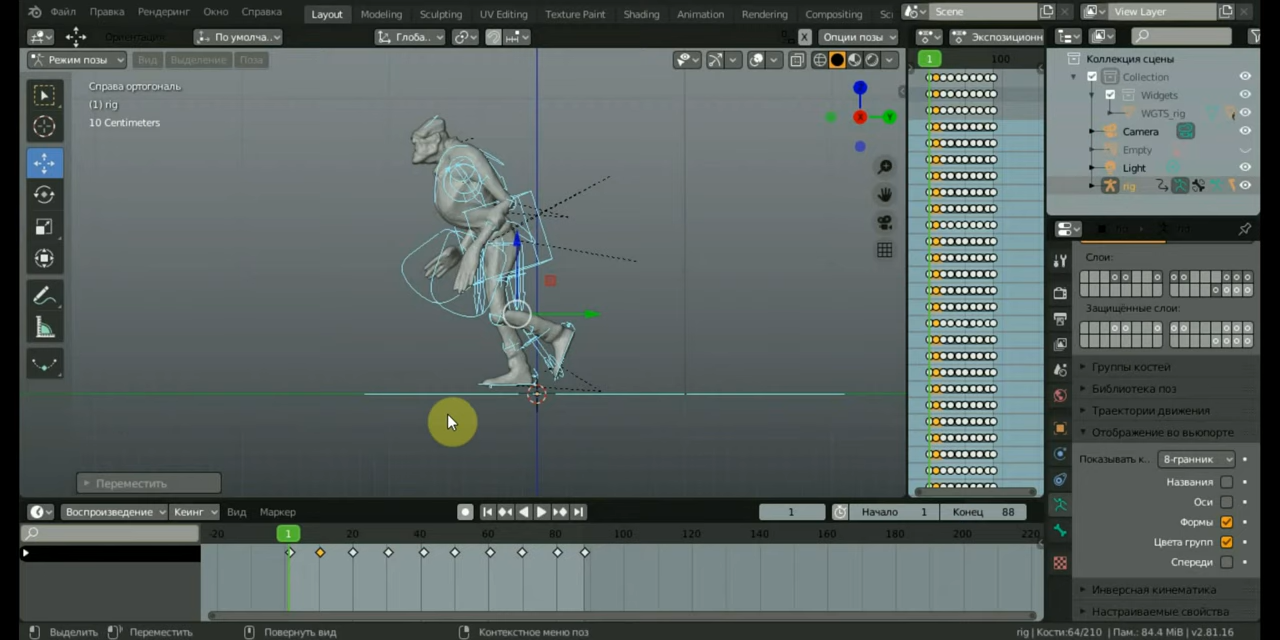 Файл Правка Рендеринг Окно Справка Layout Modeling Sculpting UV Editing Texture Paint Shading Animation Rendering Compositing Sc Scene View Layer
Ориентаци По умолча.. Глоба.. X Опции позы Экспозиционн
Режим позы Вид Выделение Поза 1 100
Справа ортогональ
(1) rig
10 Centimeters
Z
X
Y
Коллекция сцены
Collection
Widgets
WGTS_rig
Camera
Empty
Light
rig
Слои:
Защищённые слои:
Группы костей
Библиотека поз
Траектории движения
Отображение во вьюпорте
Показывать к.. 8-гранник
Названия
Оси
Формы
Цвета групп
Спереди
Инверсная кинематика
Настраиваемые свойства
Переместить
Воспроизведение Кеинг Вид Маркер 1 Начало 1 Конец 88
-20 1 20 40 60 80 100 120 140 160 180 200 220
Выделить Переместить Повернуть вид Контекстное меню поз rig | Кости:64/210 | Пам.: 84.4 MiB | v2.81.16